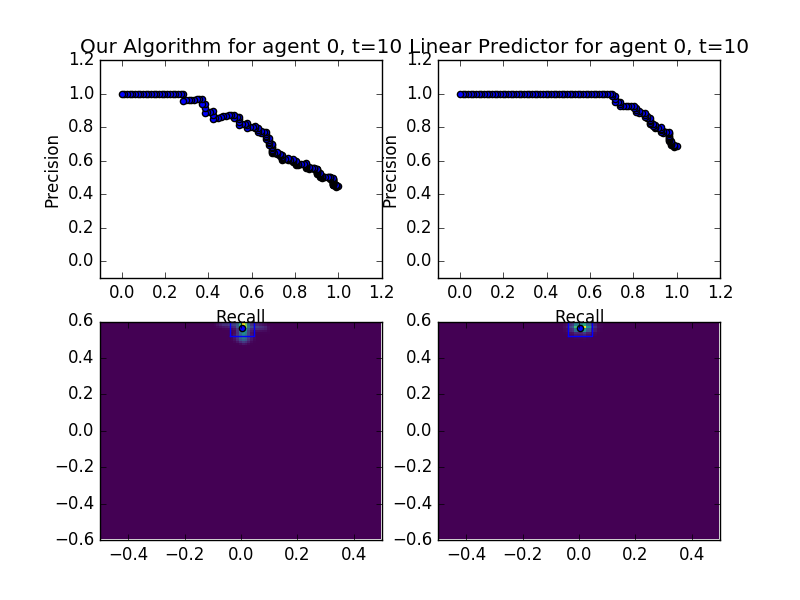 Our Algorithm for agent 0, t=10 Linear Predictor for agent 0, t=10
1.2 1.2
1.0 1.0
0.8 0.8
0.6 0.6
0.4 0.4
0.2 0.2
0.0 0.0
Precision Precision
0.0 0.2 0.4 0.6 0.8 1.0 1.2 0.0 0.2 0.4 0.6 0.8 1.0 1.2
Recall Recall
0.6 0.6
0.4 0.4
0.2 0.2
0.0 0.0
−0.2 −0.2
−0.4 −0.4
−0.6 −0.6
−0.4 −0.2 0.0 0.2 0.4 −0.4 −0.2 0.0 0.2 0.4